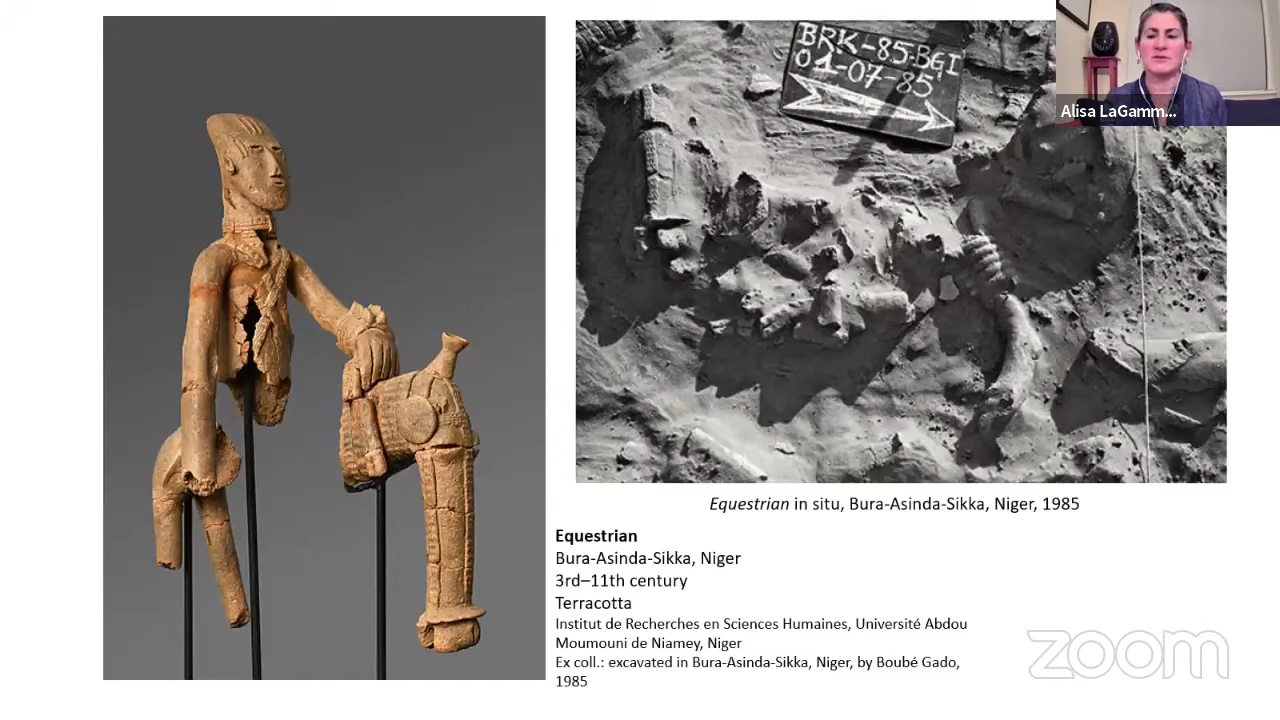 BRK-85-BGI
01-07-85
Alisa LaGamm...
Equestrian in situ, Bura-Asinda-Sikka, Niger, 1985
Equestrian
Bura-Asinda-Sikka, Niger
3rd–11th century
Terracotta
Institut de Recherches en Sciences Humaines, Université Abdou
Moumouni de Niamey, Niger
Ex coll.: excavated in Bura-Asinda-Sikka, Niger, by Boubé Gado,
1985
zoom